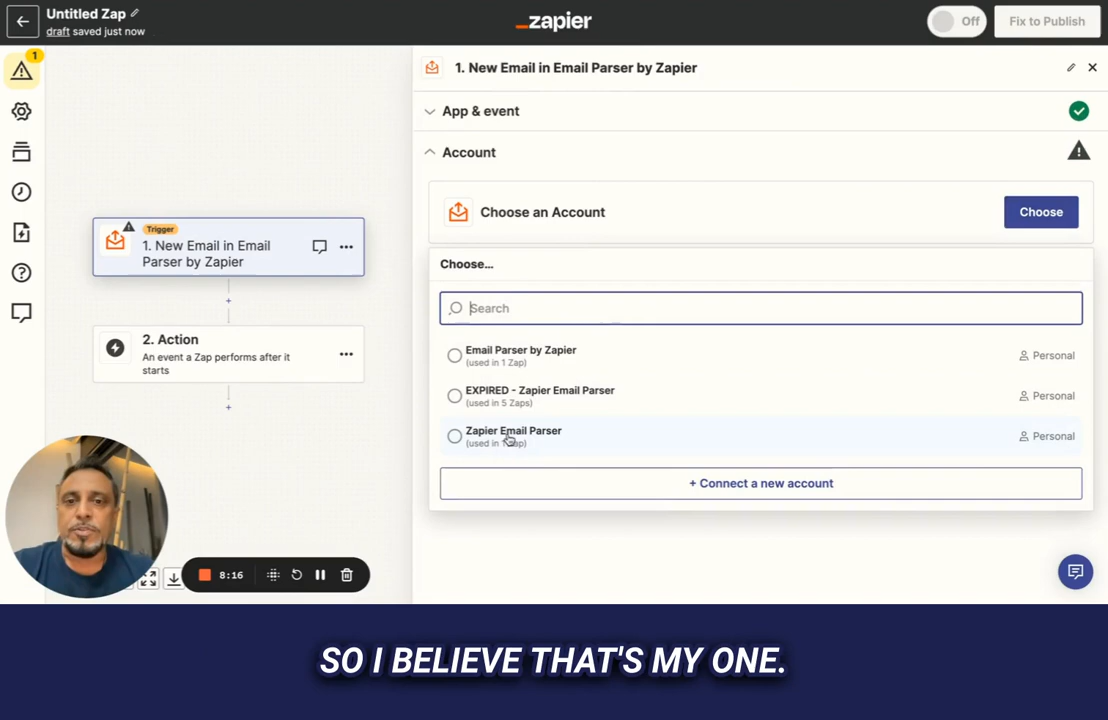 Untitled Zap
draft saved just now
zapier
Off
Fix to Publish
1
1. New Email in Email Parser by Zapier
App & event
Account
Choose an Account
Choose
Trigger
1. New Email in Email
Parser by Zapier
2. Action
An event a Zap performs after it
starts
Choose...
Search
Email Parser by Zapier
(used in 1 Zap)
Personal
EXPIRED - Zapier Email Parser
(used in 5 Zaps)
Personal
Zapier Email Parser
(used in 1 Zap)
Personal
+ Connect a new account
8:16
SO I BELIEVE THAT'S MY ONE.